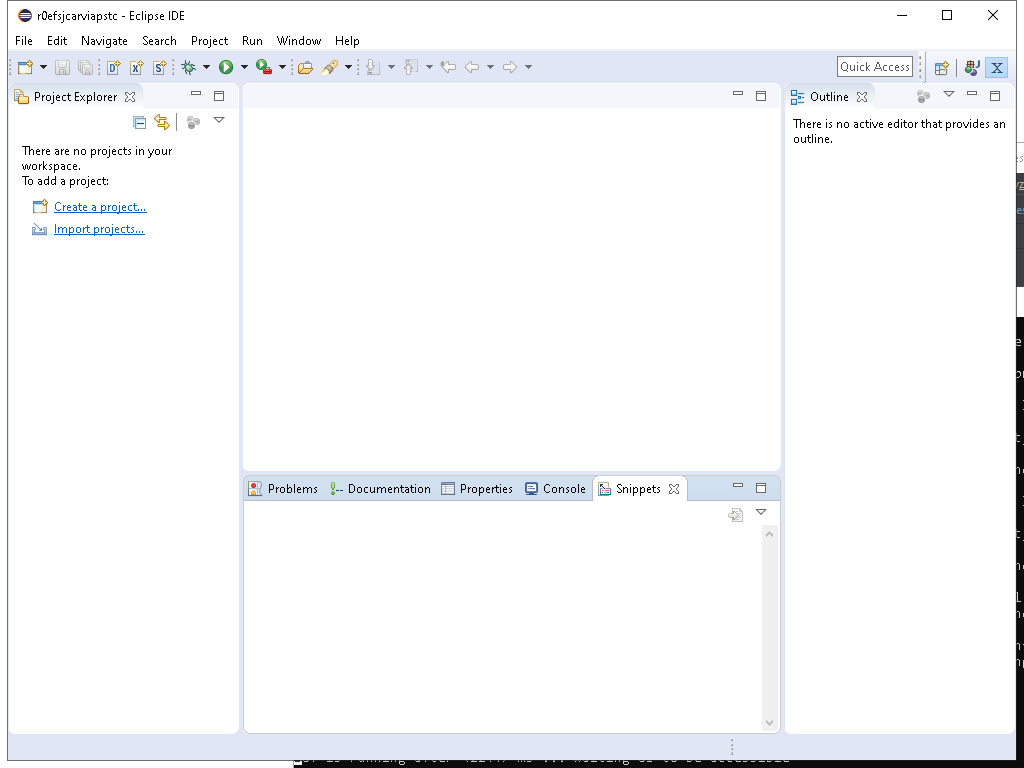 r0efsjcarviapstc - Eclipse IDE
File Edit Navigate Search Project Run Window Help
Quick Access
Project Explorer
There are no projects in your
workspace.
To add a project:
Create a project...
Import projects...
Outline
There is no active editor that provides an
outline.
Problems Documentation Properties Console Snippets